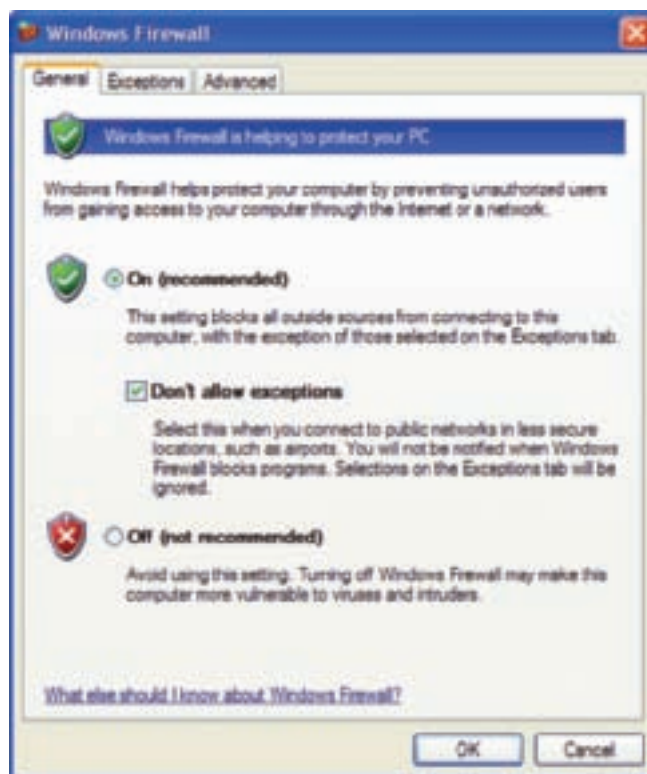 Windows Firewall
General
Exceptions
Advanced
Windows Firewall is helping to protect your PC
Windows Firewall helps protect your computer by preventing unauthorized users
from gaining access to your computer through the Internet or a network.
On (recommended)
This setting blocks all outside sources from connecting to this
computer, with the exception of those selected on the Exceptions tab.
Don't allow exceptions
Select this when you connect to public networks in less secure
locations, such as airports. You will not be notified when Windows
Firewall blocks programs. Selections on the Exceptions tab will be
ignored.
Off (not recommended)
Avoid using this setting. Turning off Windows Firewall may make this
computer more vulnerable to viruses and intruders.
What else should I know about Windows Firewall?
OK
Cancel